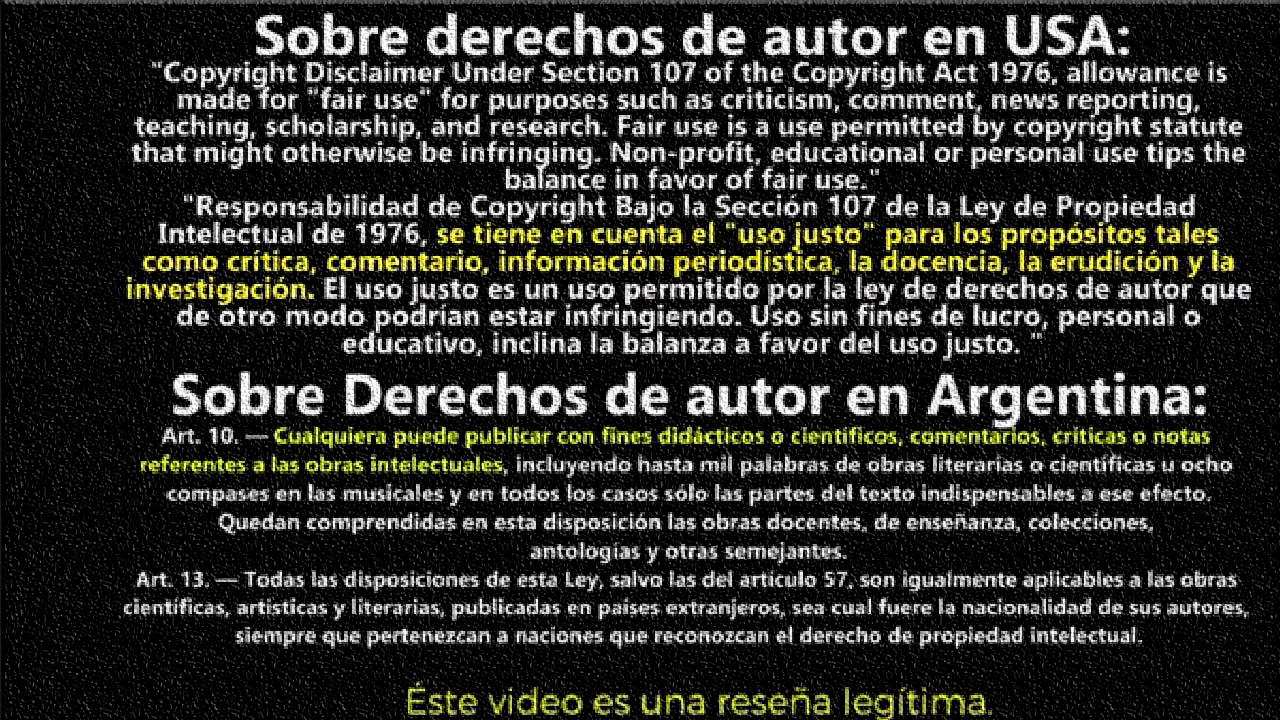 Sobre derechos de autor en USA:
"Copyright Disclaimer Under Section 107 of the Copyright Act 1976, allowance is
made for "fair use" for purposes such as criticism, comment, news reporting,
teaching, scholarship, and research. Fair use is a use permitted by copyright statute
that might otherwise be infringing. Non-profit, educational or personal use tips the
balance in favor of fair use."
"Responsabilidad de Copyright Bajo la Sección 107 de la Ley de Propiedad
Intelectual de 1976, se tiene en cuenta el "uso justo" para los propósitos tales
como crítica, comentario, información periodística, la docencia, la erudición y la
investigación. El uso justo es un uso permitido por la ley de derechos de autor que
de otro modo podrían estar infringiendo. Uso sin fines de lucro, personal o
educativo, inclina la balanza a favor del uso justo. "
Sobre Derechos de autor en Argentina:
Art. 10. — Cualquiera puede publicar con fines didácticos o científicos, comentarios, críticas o notas
referentes a las obras intelectuales, incluyendo hasta mil palabras de obras literarias o científicas u ocho
compases en las musicales y en todos los casos sólo las partes del texto indispensables a ese efecto.
Quedan comprendidas en esta disposición las obras docentes, de enseñanza, colecciones,
antologías y otras semejantes.
Art. 13. — Todas las disposiciones de esta Ley, salvo las del artículo 57, son igualmente aplicables a las obras
científicas, artísticas y literarias, publicadas en países extranjeros, sea cual fuere la nacionalidad de sus autores,
siempre que pertenezcan a naciones que reconozcan el derecho de propiedad intelectual.
Éste video es una reseña legítima.